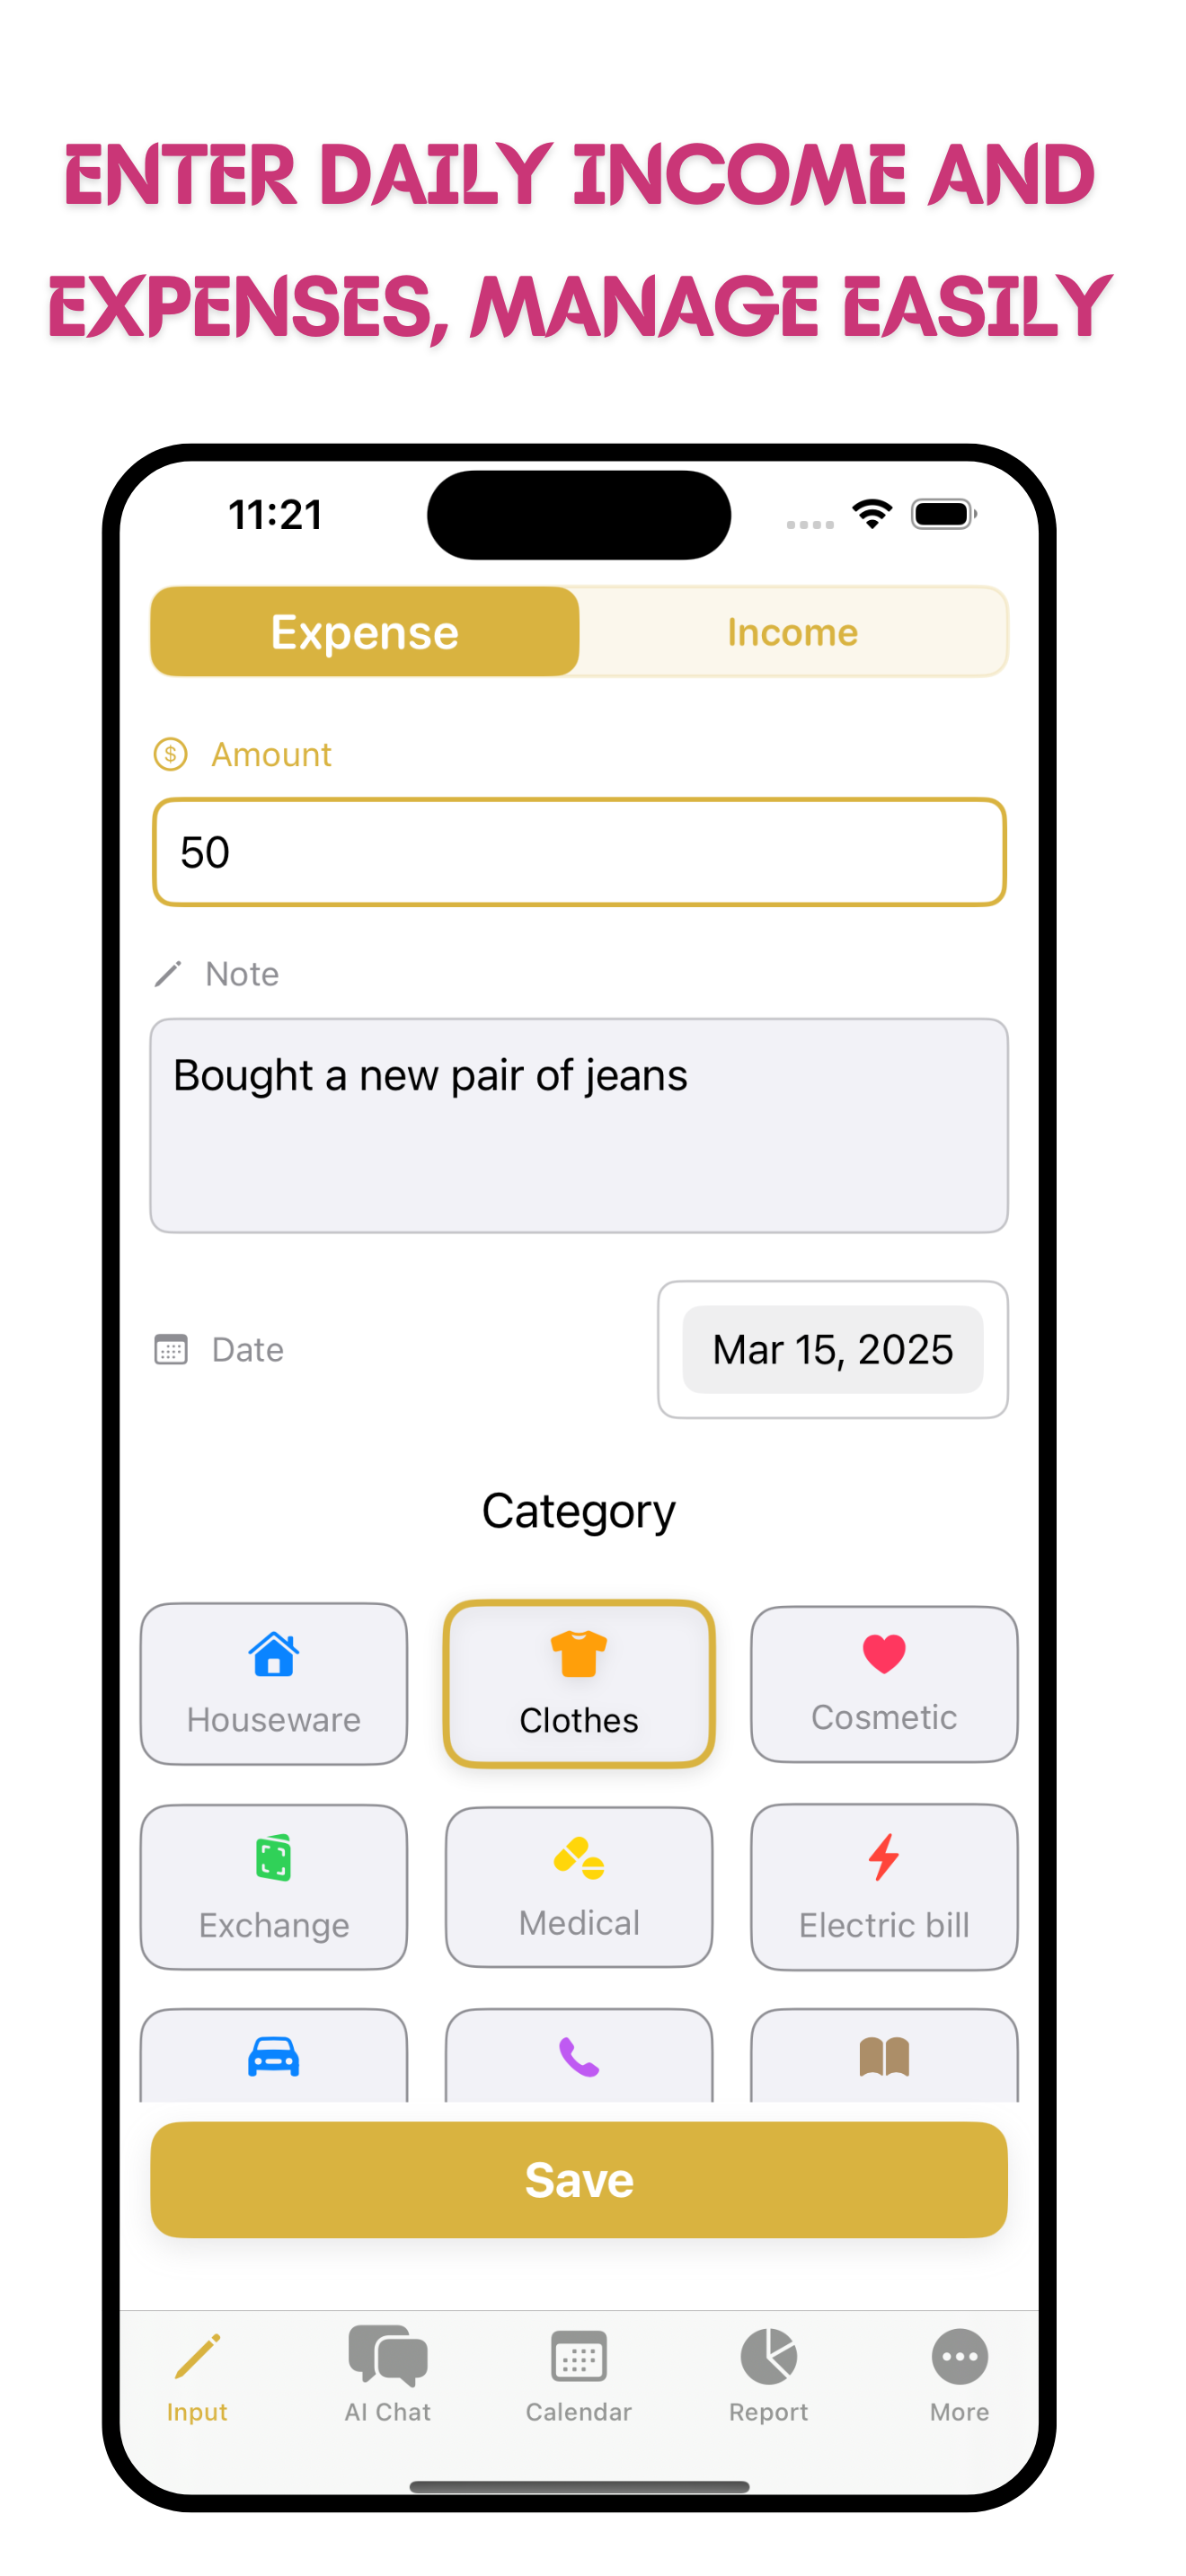 ENTER DAILY INCOME AND
EXPENSES, MANAGE EASILY
11:21
Expense
Income
$ Amount
50
Note
Bought a new pair of jeans
Date
Mar 15, 2025
Category
Houseware
Clothes
Cosmetic
Exchange
Medical
Electric bill
Save
Input
AI Chat
Calendar
Report
More